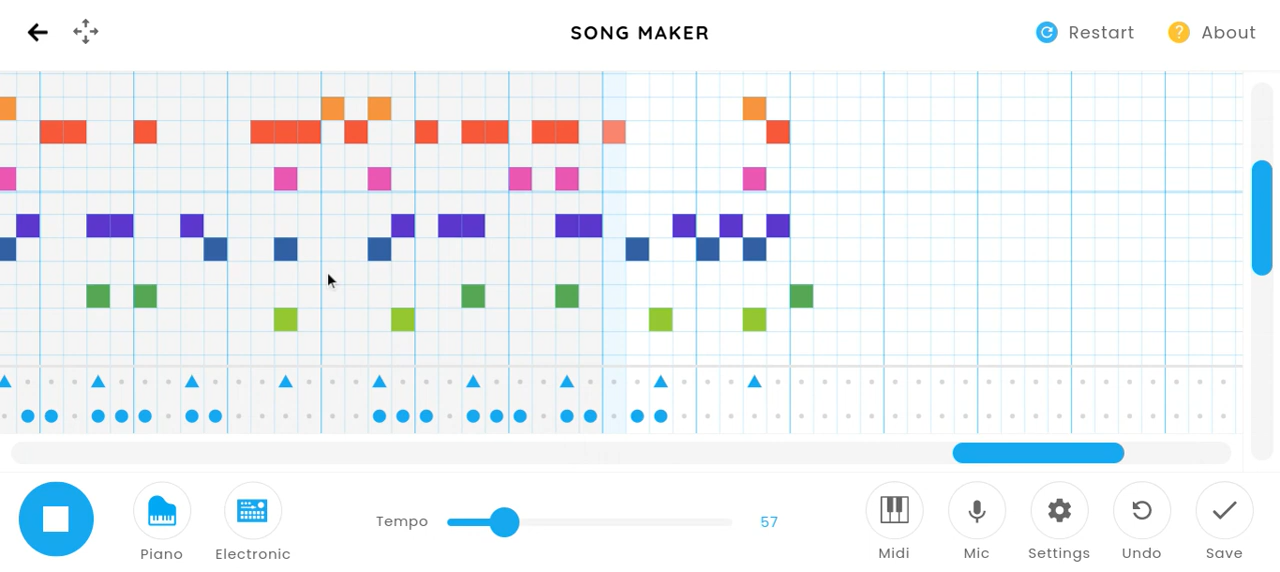 SONG MAKER
Restart
About
Tempo
57
Piano
Electronic
Midi
Mic
Settings
Undo
Save